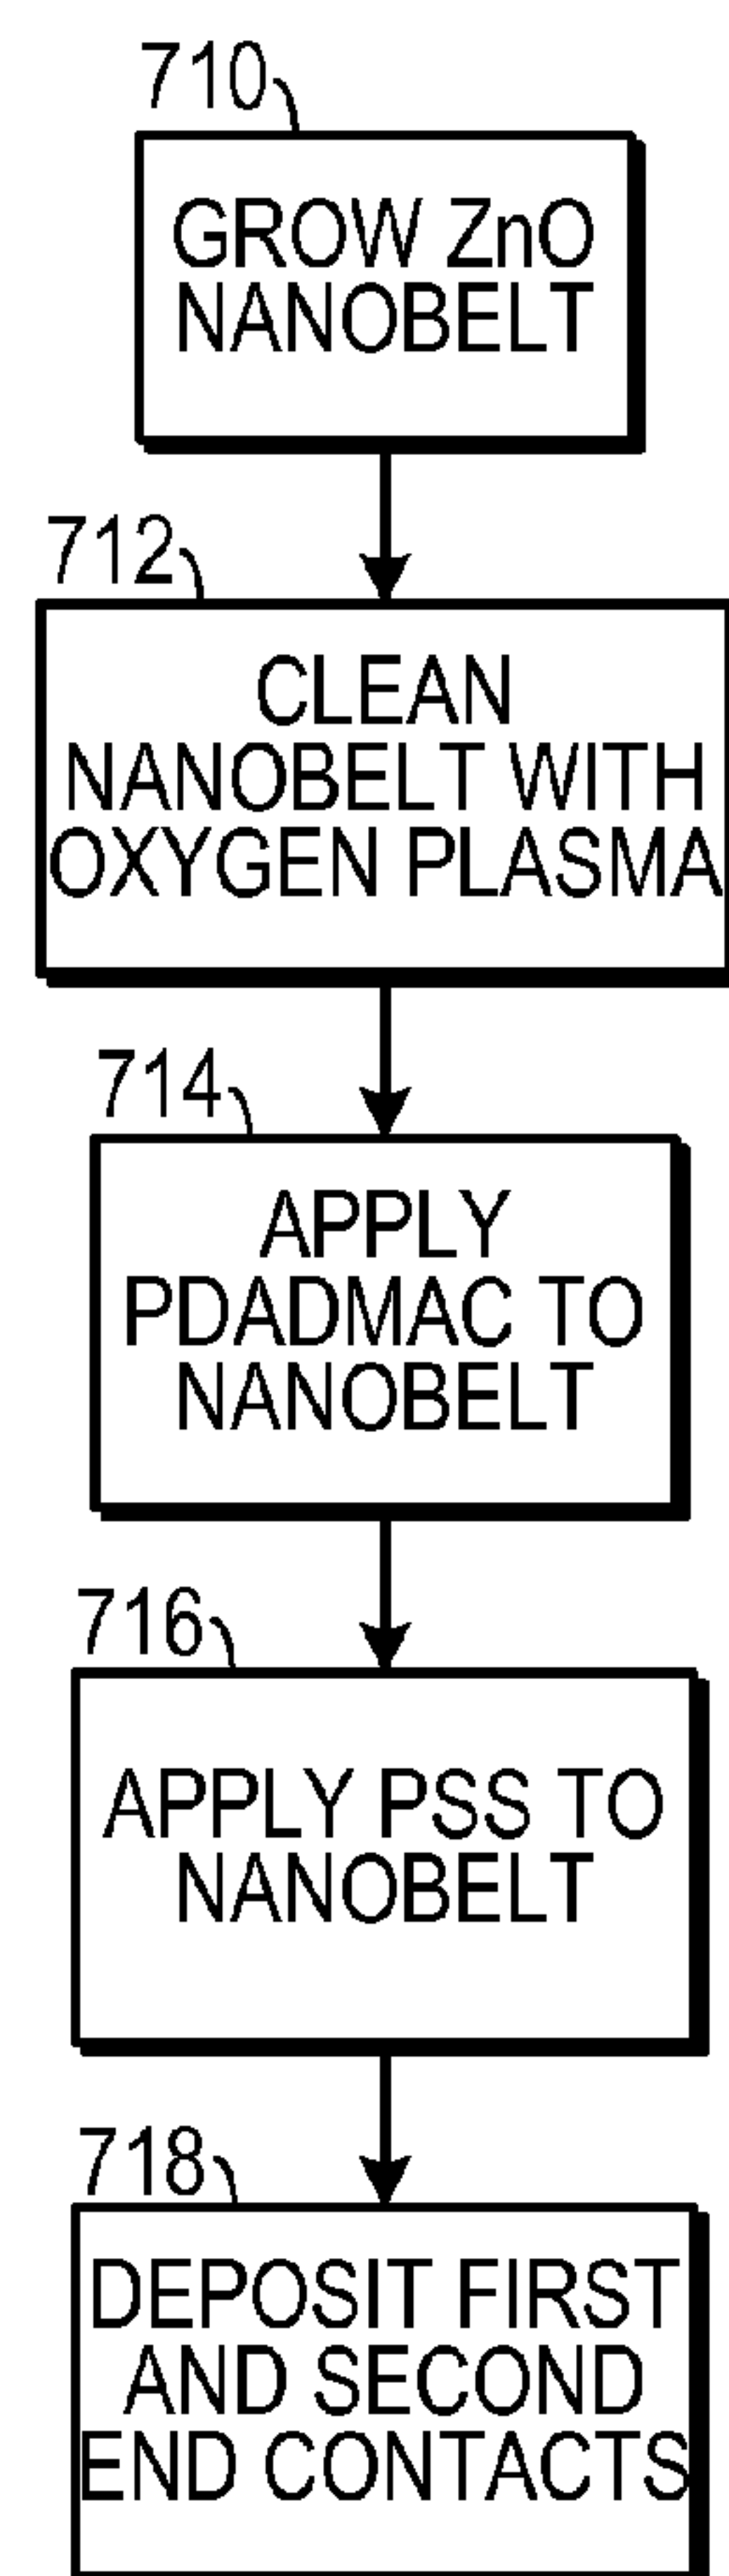 710
GROW ZnO
NANOBELT
712
CLEAN
NANOBELT WITH
OXYGEN PLASMA
714
APPLY
PDADMAC TO
NANOBELT
716
APPLY PSS TO
NANOBELT
718
DEPOSIT FIRST
AND SECOND
END CONTACTS